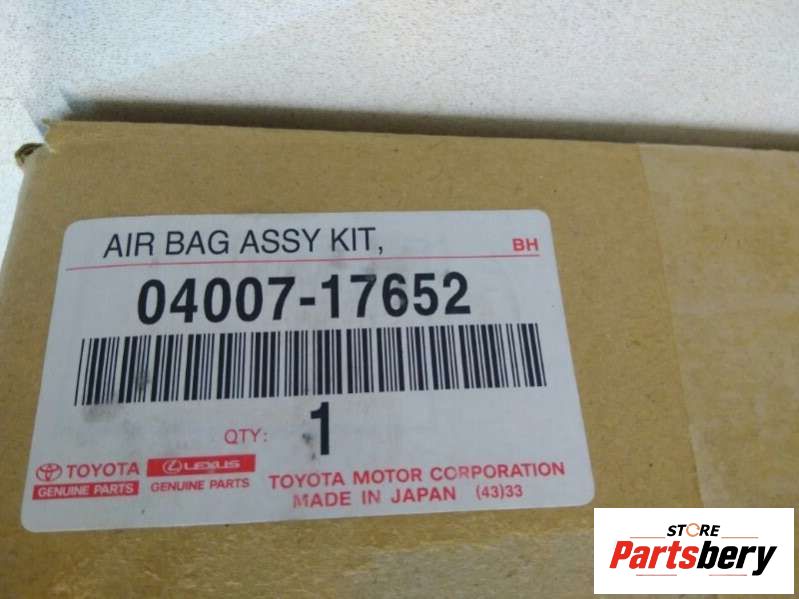 AIR BAG ASSY KIT,
BH
04007-17652
QTY: 1
TOYOTA
GENUINE PARTS
LEXUS
GENUINE PARTS
TOYOTA MOTOR CORPORATION
MADE IN JAPAN (43)33
STORE
Partsbery